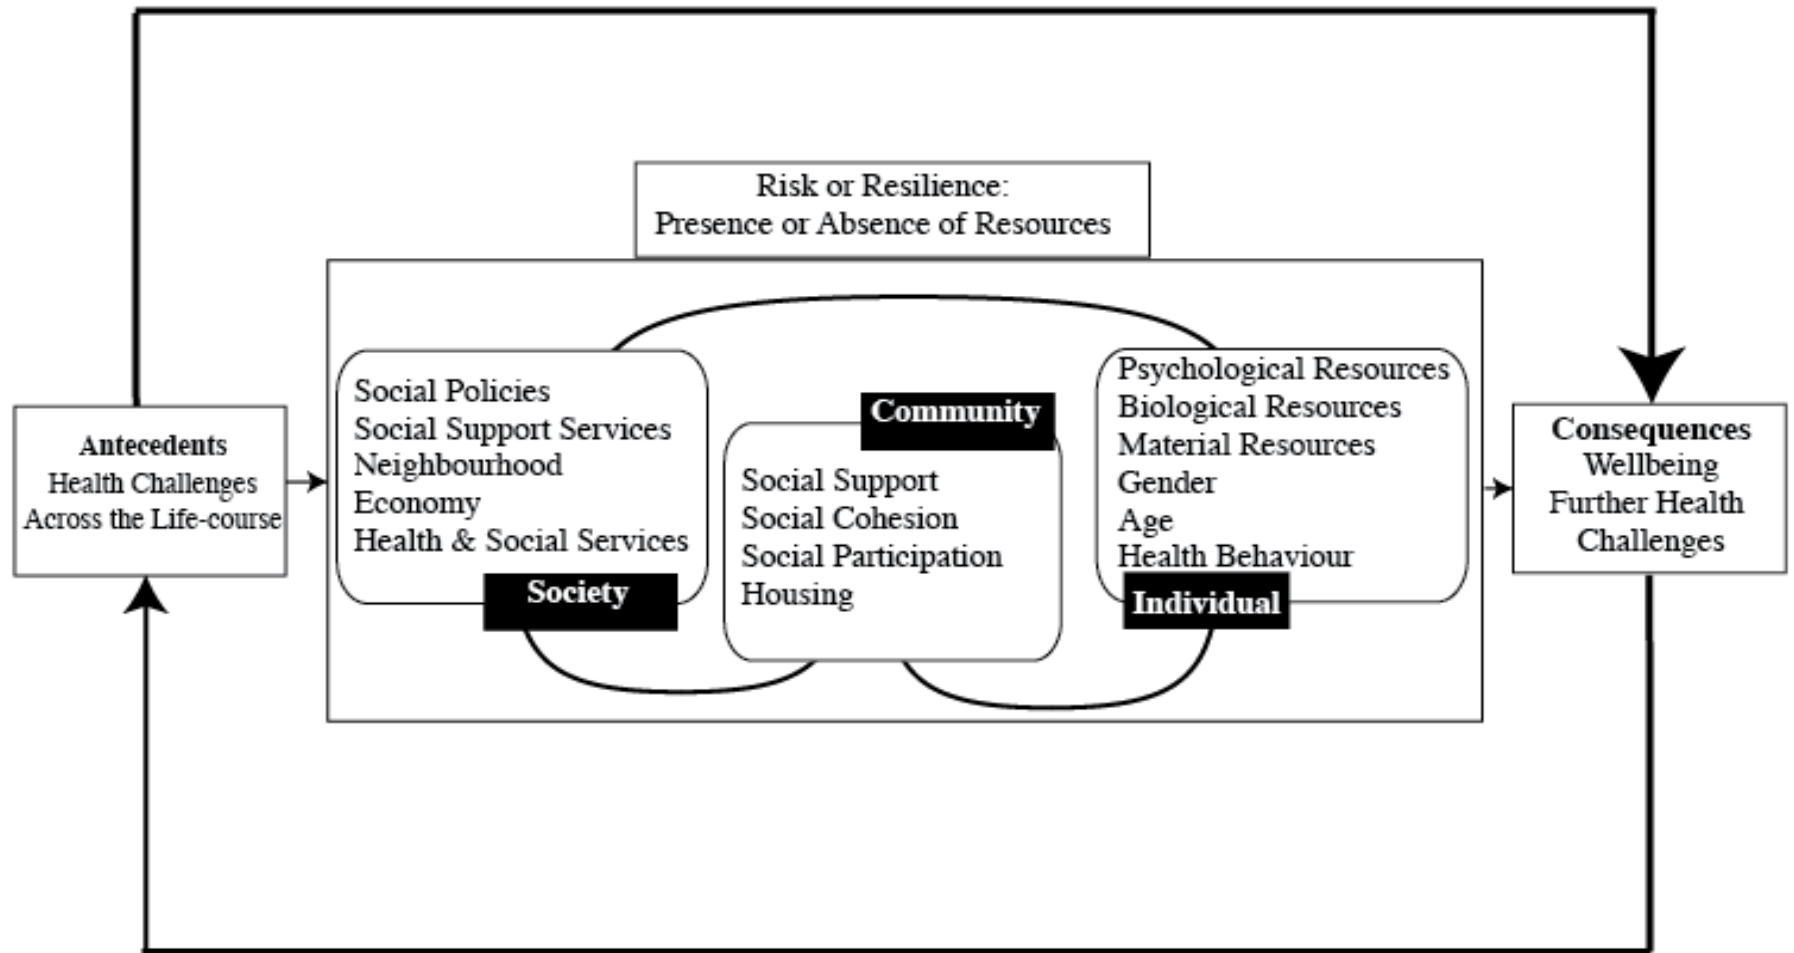 Risk or Resilience:
Presence or Absence of Resources
Antecedents
Health Challenges
Across the Life-course
Social Policies
Social Support Services
Neighbourhood
Economy
Health & Social Services
Society
Community
Social Support
Social Cohesion
Social Participation
Housing
Psychological Resources
Biological Resources
Material Resources
Gender
Age
Health Behaviour
Individual
Consequences
Wellbeing
Further Health
Challenges